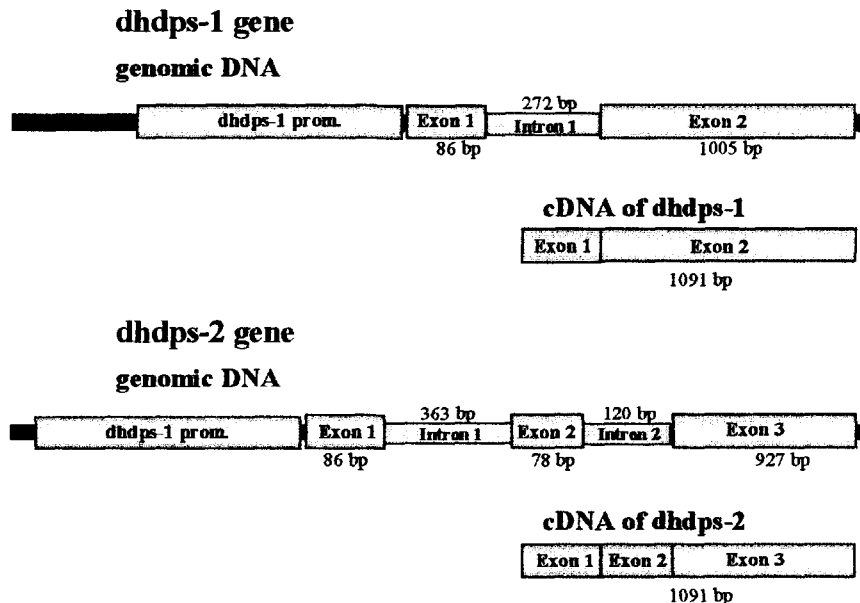 dhdps-1 gene
genomic DNA
272 bp
dhdps-1 prom. Exon 1 Intron 1 Exon 2
86 bp 1005 bp
cDNA of dhdps-1
Exon 1 Exon 2
1091 bp
dhdps-2 gene
genomic DNA
363 bp 120 bp
dhdps-1 prom. Exon 1 Intron 1 Exon 2 Intron 2 Exon 3
86 bp 78 bp 927 bp
cDNA of dhdps-2
Exon 1 Exon 2 Exon 3
1091 bp